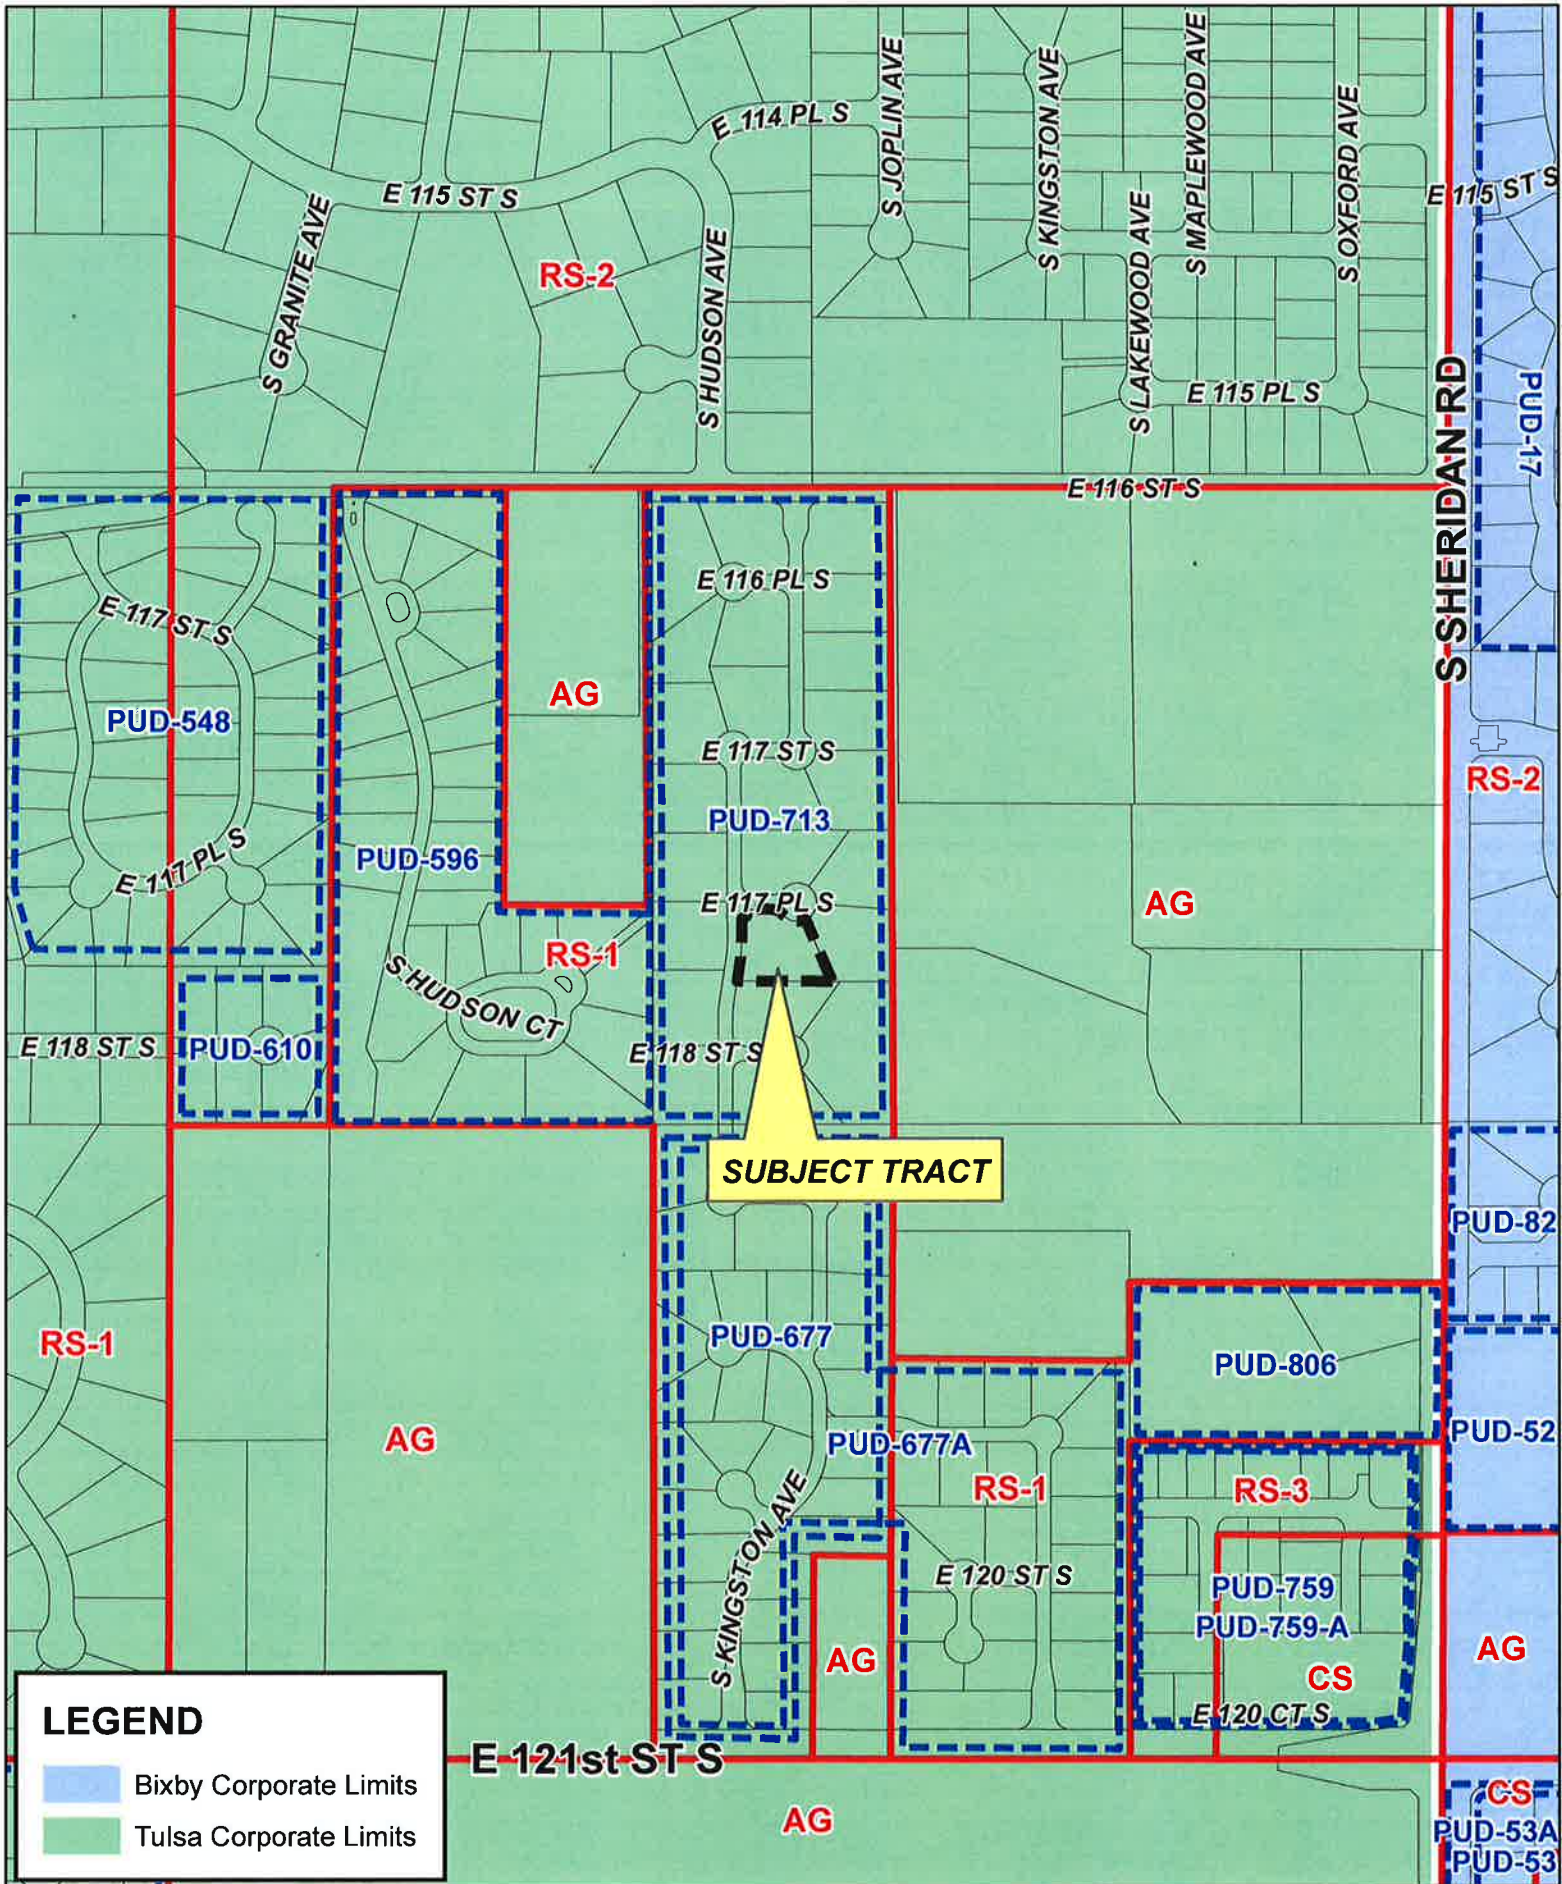 S JOPLIN AVE
S KINGSTON AVE
S MAPLEWOOD AVE
S OXFORD AVE
E 114 PL S
E 115 ST S
E 115 ST S
S GRANITE AVE
S HUDSON AVE
S LAKEWOOD AVE
RS-2
E 115 PL S
S SHERIDAN RD
PUD-17
E 116 ST S
E 116 PL S
E 117 ST S
AG
PUD-548
E 117 ST S
RS-2
PUD-713
PUD-596
E 117 PL S
E 117 PL S
AG
RS-1
S HUDSON CT
E 118 ST S
PUD-610
E 118 ST S
SUBJECT TRACT
PUD-82
RS-1
PUD-677
PUD-806
AG
PUD-677A
PUD-52
RS-1
RS-3
S KINGSTON AVE
E 120 ST S
PUD-759
PUD-759-A
AG
CS
AG
E 120 CT S
E 121st ST S
AG
CS
PUD-53A
PUD-53
LEGEND
Bixby Corporate Limits
Tulsa Corporate Limits